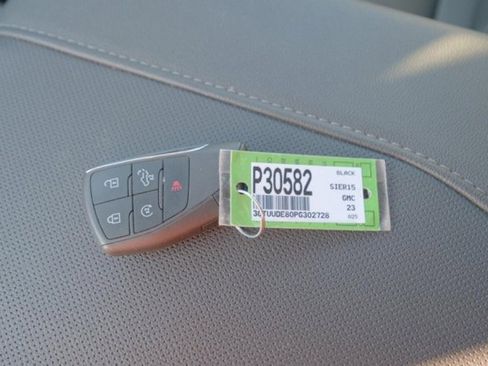 P30582
BLACK
SIER15
GMC
23
3GTUUDE80PG302728